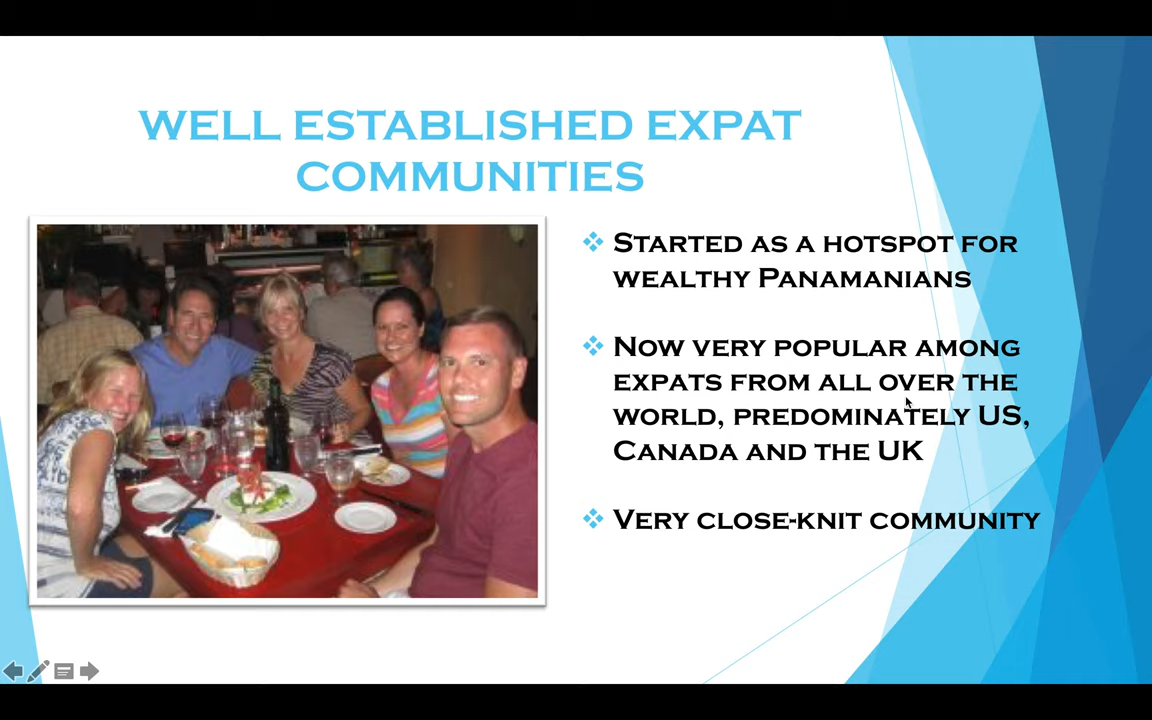 WELL ESTABLISHED EXPAT
COMMUNITIES
STARTED AS A HOTSPOT FOR
WEALTHY PANAMANIANS
NOW VERY POPULAR AMONG
EXPATS FROM ALL OVER THE
WORLD, PREDOMINATELY US,
CANADA AND THE UK
VERY CLOSE-KNIT COMMUNITY